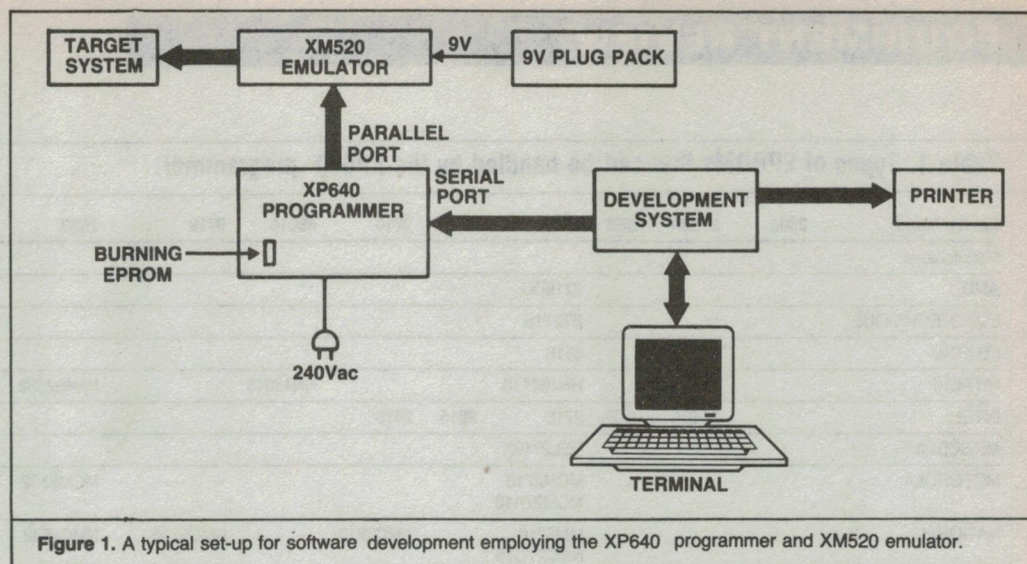 TARGET
SYSTEM
XM520
EMULATOR
9V
9V PLUG PACK
PARALLEL
PORT
XP640
PROGRAMMER
SERIAL
PORT
DEVELOPMENT
SYSTEM
PRINTER
BURNING
EPROM
240Vac
TERMINAL
Figure 1. A typical set-up for software development employing the XP640 programmer and XM520 emulator.